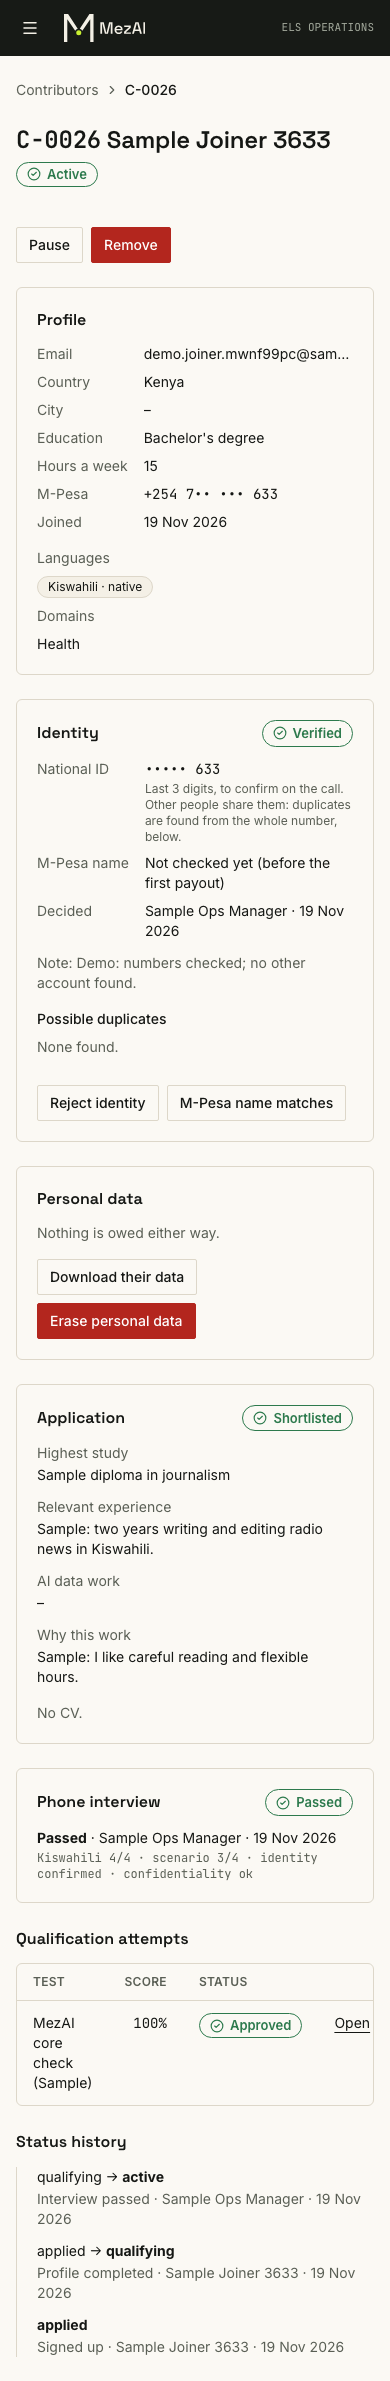 MezAI
ELS OPERATIONS
Contributors > C-0026
C-0026 Sample Joiner 3633
Active
Pause
Remove
Profile
Email demo.joiner.mwnf99pc@sam...
Country Kenya
City –
Education Bachelor's degree
Hours a week 15
M-Pesa +254 7•• ••• 633
Joined 19 Nov 2026
Languages
Kiswahili · native
Domains
Health
Identity
Verified
National ID ••••• 633
Last 3 digits, to confirm on the call.
Other people share them: duplicates
are found from the whole number,
below.
M-Pesa name Not checked yet (before the
first payout)
Decided Sample Ops Manager · 19 Nov
2026
Note: Demo: numbers checked; no other
account found.
Possible duplicates
None found.
Reject identity
M-Pesa name matches
Personal data
Nothing is owed either way.
Download their data
Erase personal data
Application
Shortlisted
Highest study
Sample diploma in journalism
Relevant experience
Sample: two years writing and editing radio
news in Kiswahili.
AI data work
–
Why this work
Sample: I like careful reading and flexible
hours.
No CV.
Phone interview
Passed
Passed · Sample Ops Manager · 19 Nov 2026
Kiswahili 4/4 · scenario 3/4 · identity
confirmed · confidentiality ok
Qualification attempts
TEST SCORE STATUS
MezAI 100% Approved Open
core
check
(Sample)
Status history
qualifying → active
Interview passed · Sample Ops Manager · 19 Nov
2026
applied → qualifying
Profile completed · Sample Joiner 3633 · 19 Nov
2026
applied
Signed up · Sample Joiner 3633 · 19 Nov 2026